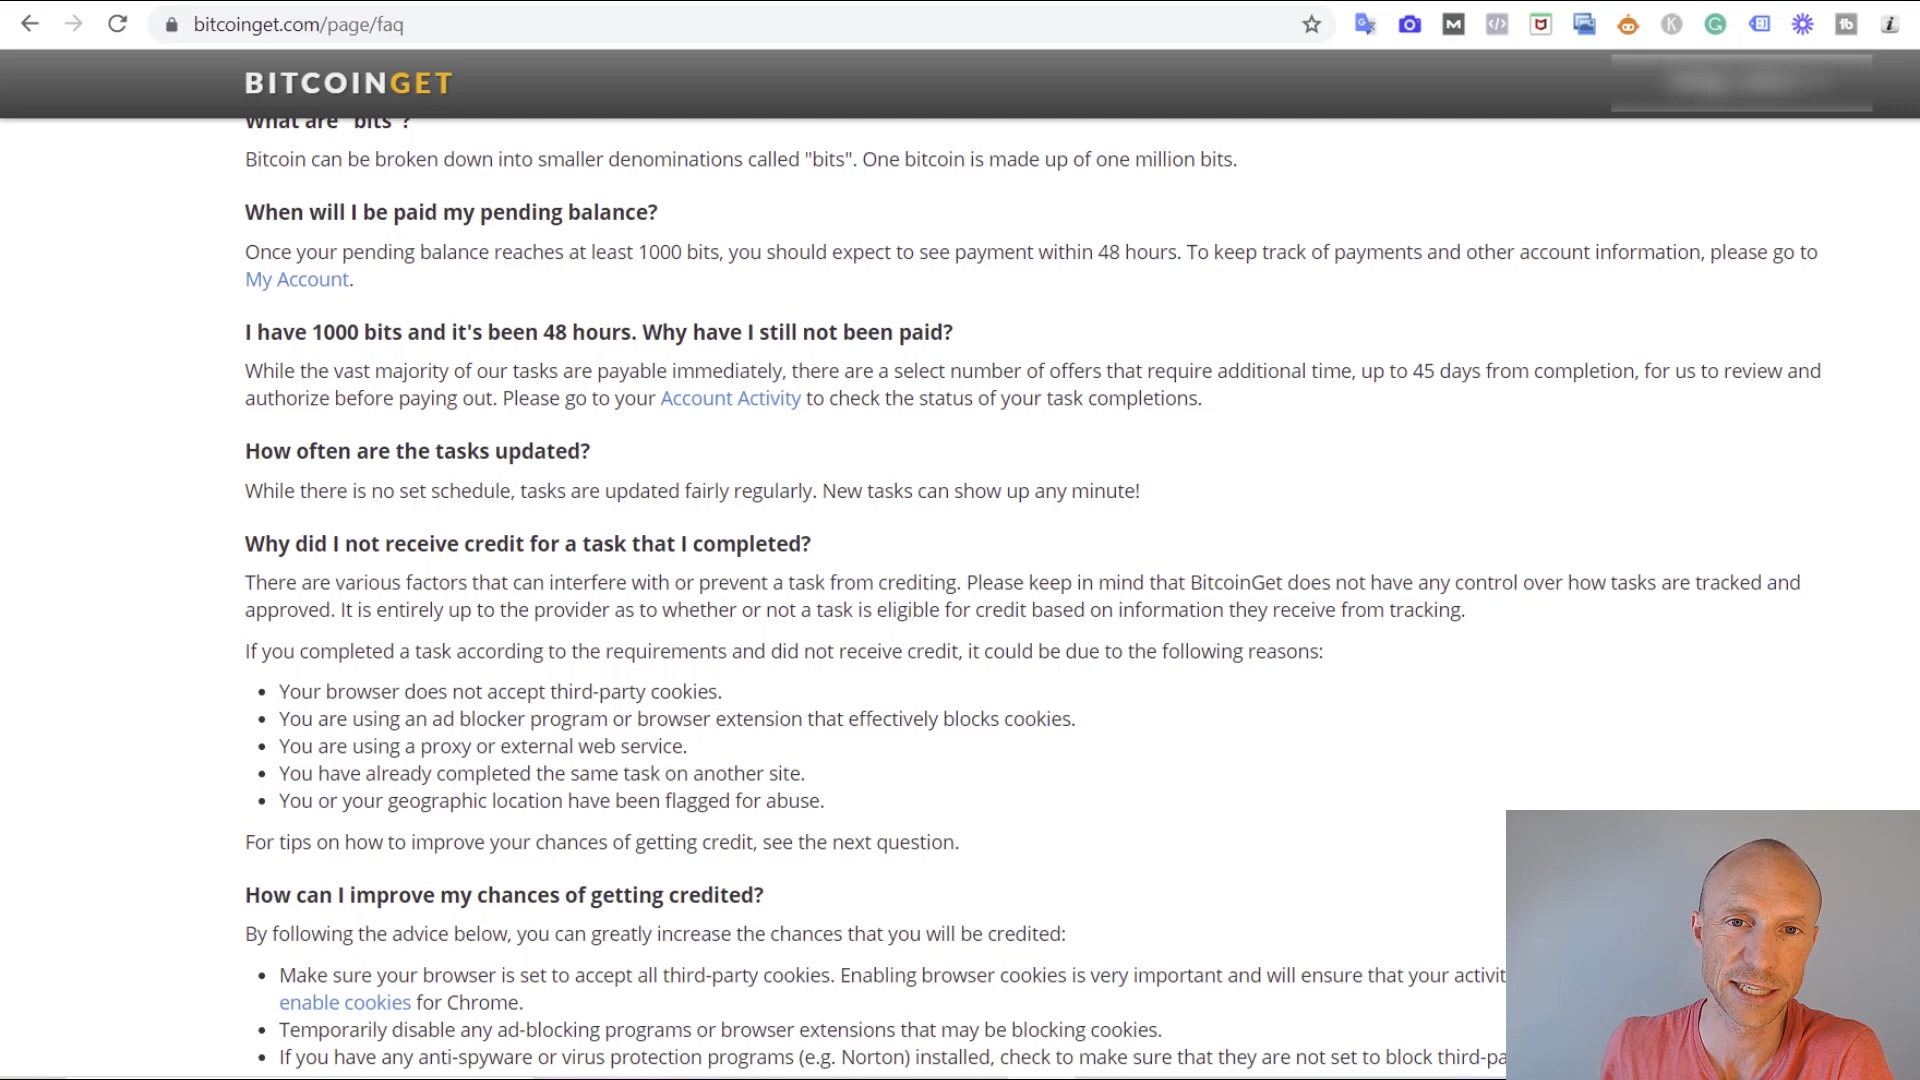 bitcoinget.com/page/faq
BITCOINGET
What are "bits"?
Bitcoin can be broken down into smaller denominations called "bits". One bitcoin is made up of one million bits.
When will I be paid my pending balance?
Once your pending balance reaches at least 1000 bits, you should expect to see payment within 48 hours. To keep track of payments and other account information, please go to
My Account.
I have 1000 bits and it's been 48 hours. Why have I still not been paid?
While the vast majority of our tasks are payable immediately, there are a select number of offers that require additional time, up to 45 days from completion, for us to review and
authorize before paying out. Please go to your Account Activity to check the status of your task completions.
How often are the tasks updated?
While there is no set schedule, tasks are updated fairly regularly. New tasks can show up any minute!
Why did I not receive credit for a task that I completed?
There are various factors that can interfere with or prevent a task from crediting. Please keep in mind that BitcoinGet does not have any control over how tasks are tracked and
approved. It is entirely up to the provider as to whether or not a task is eligible for credit based on information they receive from tracking.
If you completed a task according to the requirements and did not receive credit, it could be due to the following reasons:
• Your browser does not accept third-party cookies.
• You are using an ad blocker program or browser extension that effectively blocks cookies.
• You are using a proxy or external web service.
• You have already completed the same task on another site.
• You or your geographic location have been flagged for abuse.
For tips on how to improve your chances of getting credit, see the next question.
How can I improve my chances of getting credited?
By following the advice below, you can greatly increase the chances that you will be credited:
• Make sure your browser is set to accept all third-party cookies. Enabling browser cookies is very important and will ensure that your activit
enable cookies for Chrome.
• Temporarily disable any ad-blocking programs or browser extensions that may be blocking cookies.
• If you have any anti-spyware or virus protection programs (e.g. Norton) installed, check to make sure that they are not set to block third-pa